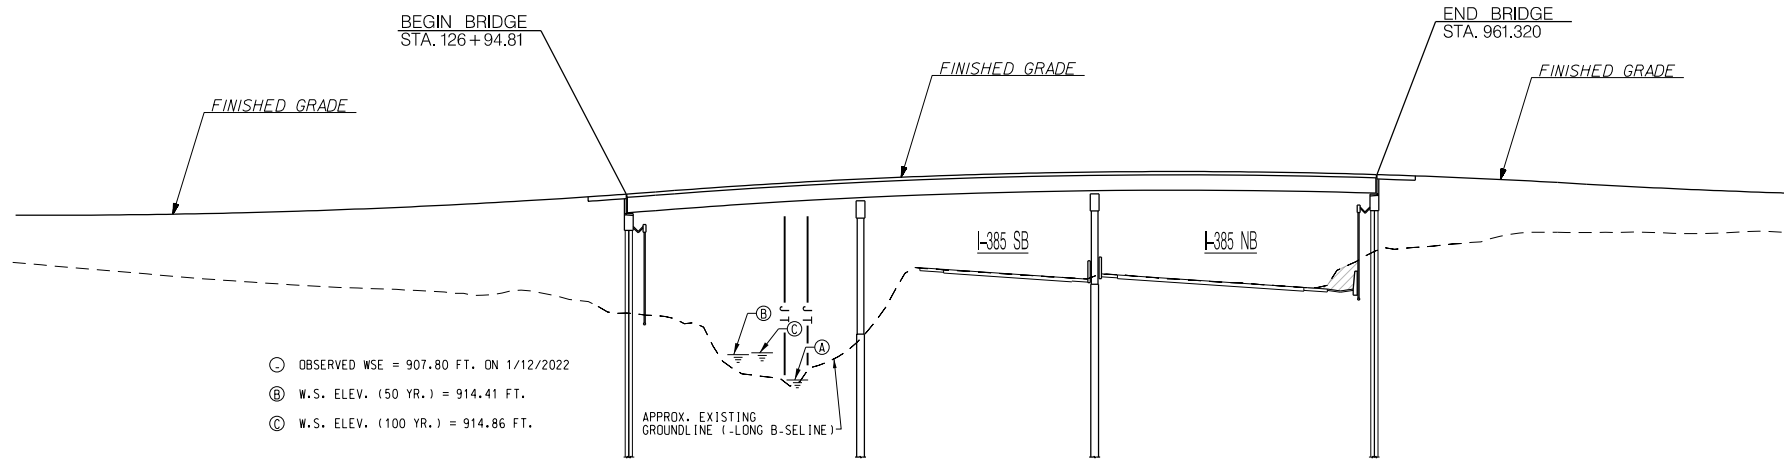 BEGIN BRIDGE
STA. 126+94.81
END BRIDGE
STA. 961.320
FINISHED GRADE
FINISHED GRADE
FINISHED GRADE
I-385 SB
I-385 NB
J
T
J
T
B
C
A
- OBSERVED WSE = 907.80 FT. ON 1/12/2022
B W.S. ELEV. (50 YR.) = 914.41 FT.
C W.S. ELEV. (100 YR.) = 914.86 FT.
APPROX. EXISTING
GROUNDLINE (-LONG B-SELINE)